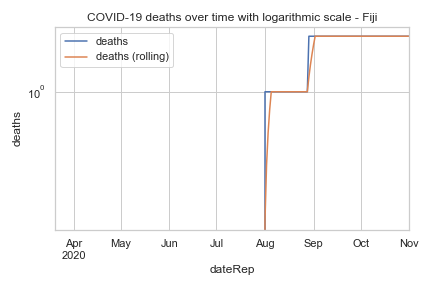 COVID-19 deaths over time with logarithmic scale - Fiji
deaths
deaths (rolling)
10⁰
deaths
Apr May Jun Jul Aug Sep Oct Nov
2020
dateRep